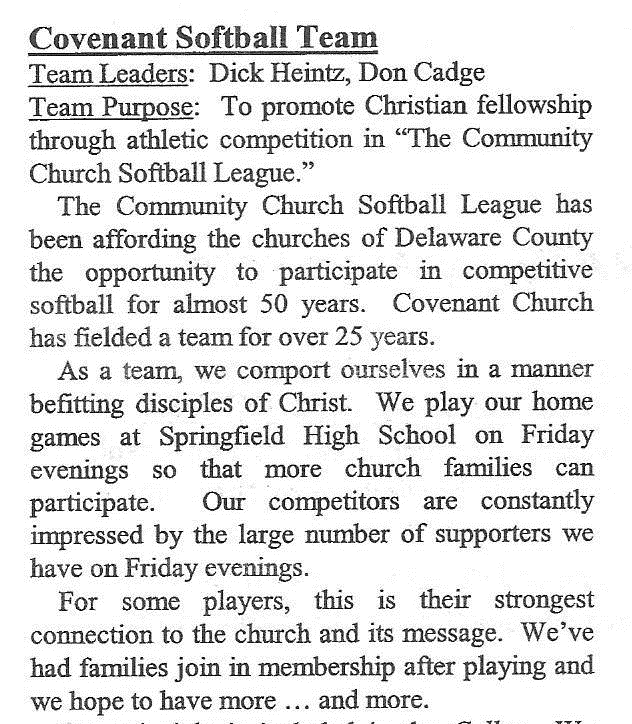 Covenant Softball Team
Team Leaders: Dick Heintz, Don Cadge
Team Purpose: To promote Christian fellowship
through athletic competition in “The Community
Church Softball League.”
The Community Church Softball League has
been affording the churches of Delaware County
the opportunity to participate in competitive
softball for almost 50 years. Covenant Church
has fielded a team for over 25 years.
As a team, we comport ourselves in a manner
befitting disciples of Christ. We play our home
games at Springfield High School on Friday
evenings so that more church families can
participate. Our competitors are constantly
impressed by the large number of supporters we
have on Friday evenings.
For some players, this is their strongest
connection to the church and its message. We’ve
had families join in membership after playing and
we hope to have more … and more.